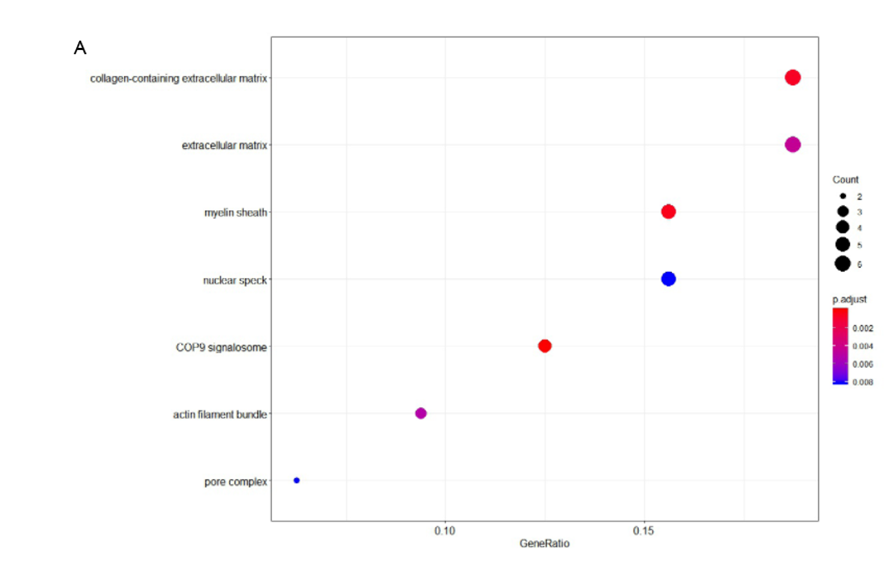 A
collagen-containing extracellular matrix
extracellular matrix
myelin sheath
nuclear speck
COP9 signalosome
actin filament bundle
pore complex
0.10
0.15
GeneRatio
Count
2
3
4
5
6
p.adjust
0.002
0.004
0.006
0.008